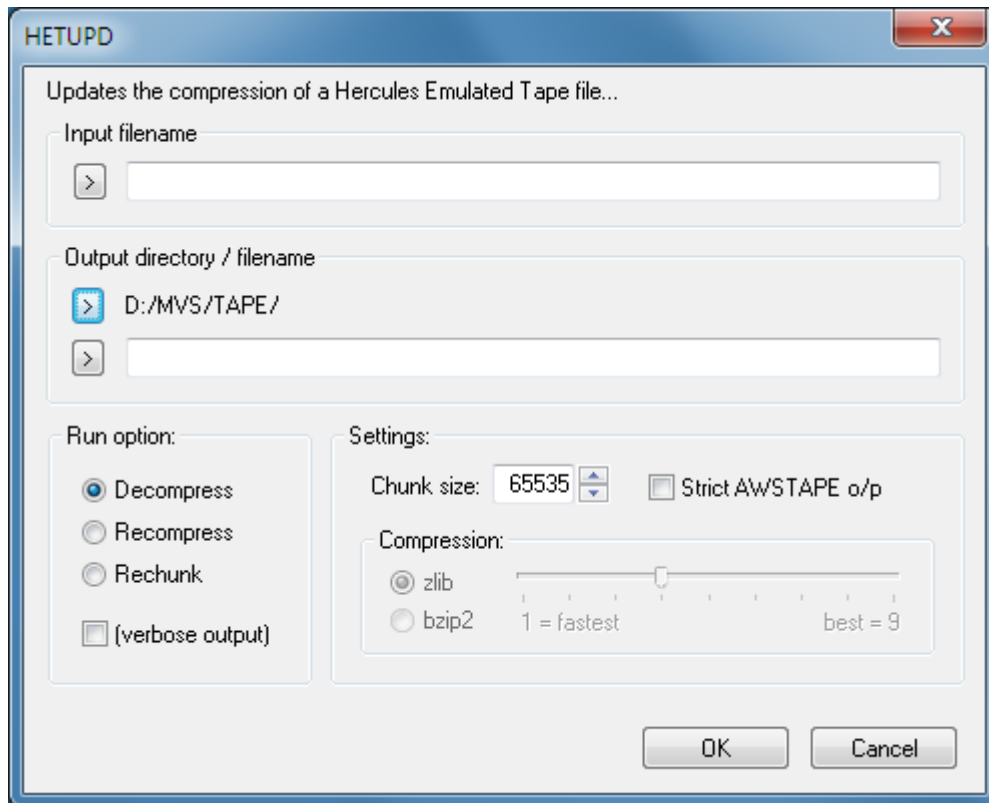 HETUPD
Updates the compression of a Hercules Emulated Tape file...
Input filename
>
Output directory / filename
> D:/MVS/TAPE/
>
Run option:
Decompress
Recompress
Rechunk
(verbose output)
Settings:
Chunk size: 65535 Strict AWSTAPE o/p
Compression:
zlib
bzip2
1 = fastest best = 9
OK Cancel